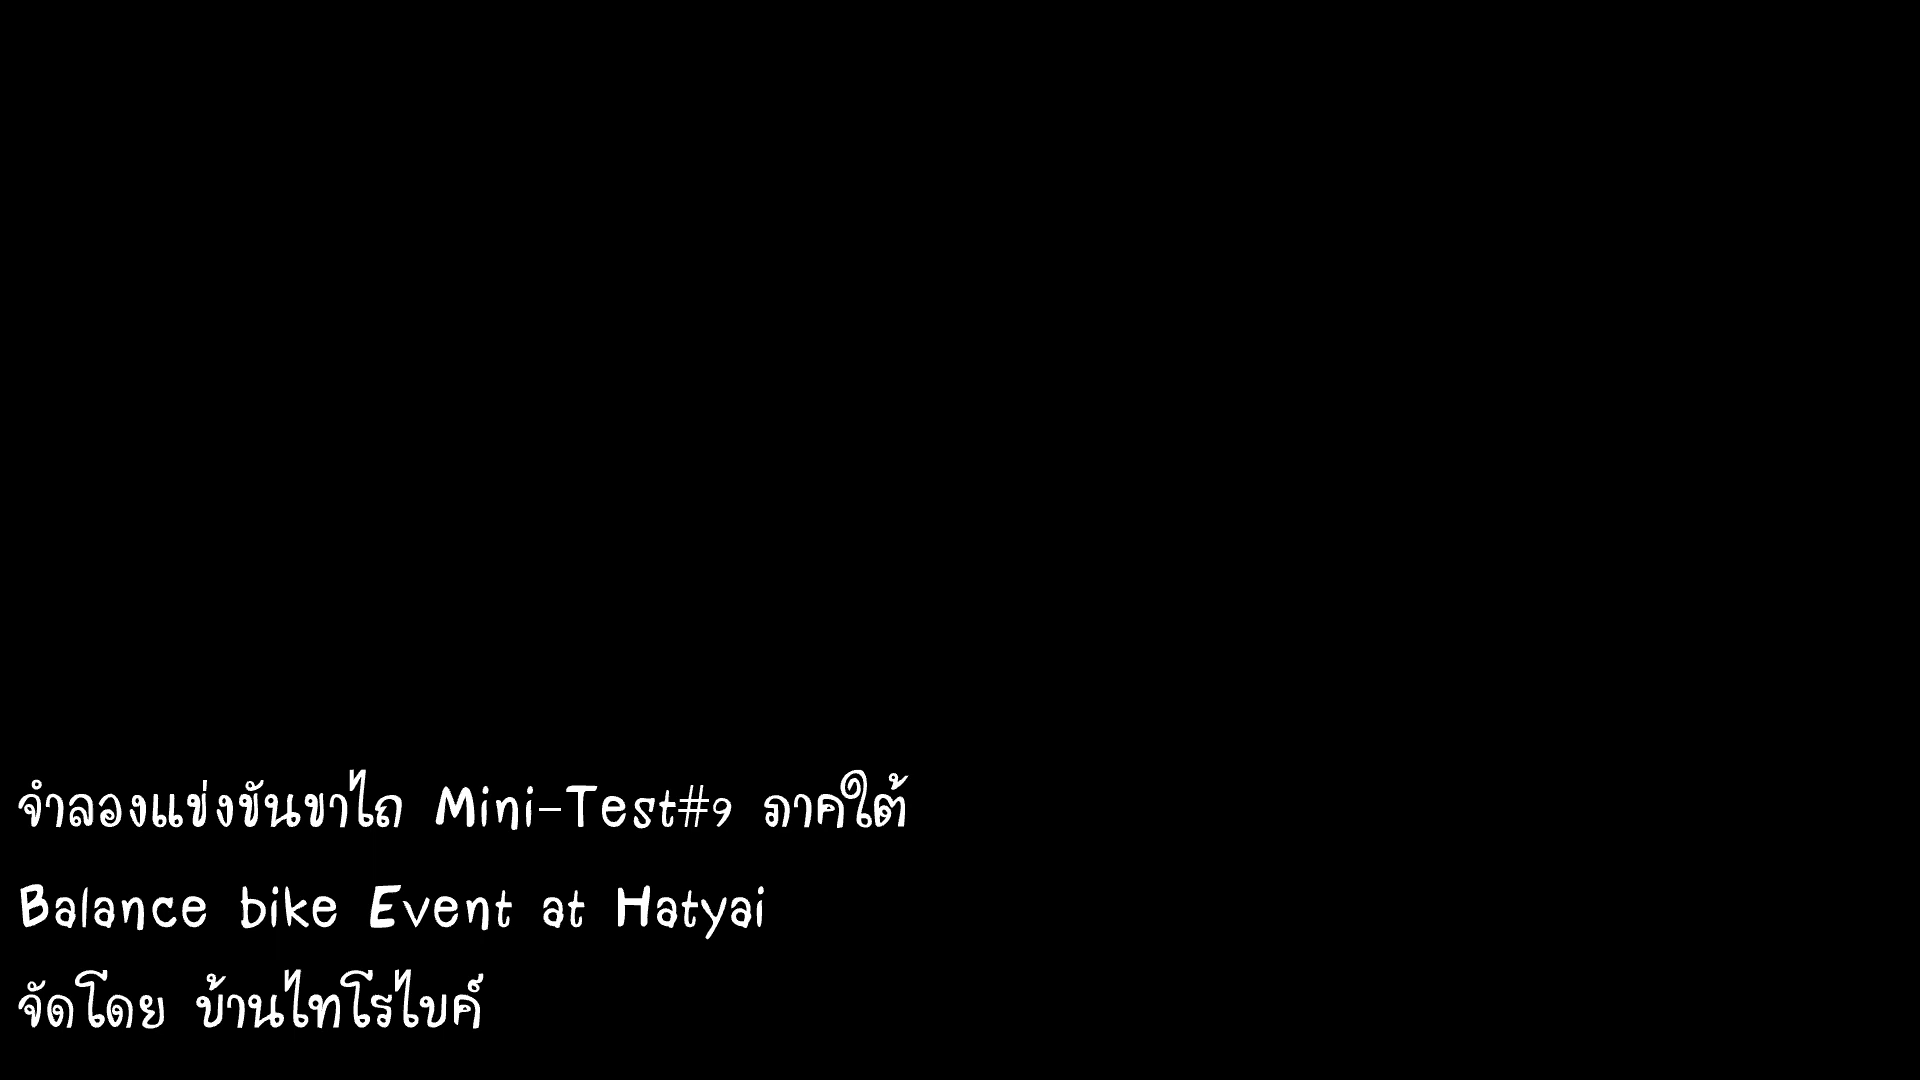 จำลองแข่งขันขาไถ Mini-Test#9 ภาคใต้
Balance bike Event at Hatyai
จัดโดย บ้านไทโรไบค์